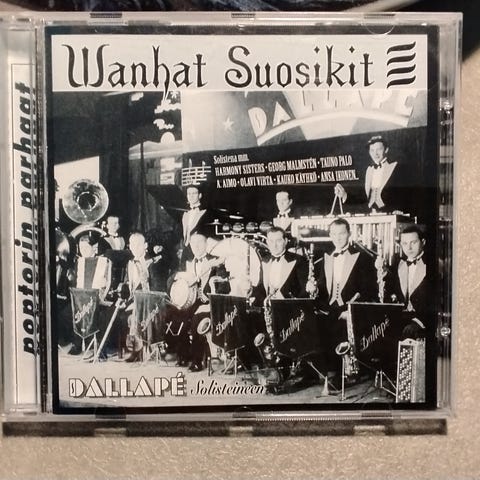 Wanhat Suosikit
poptorin parhaat
DALLAPÉ
Solisteina mm.
HARMONY SISTERS · GEORG MALMSTÉN · TAUNO PALO
A. AIMO · OLAVI VIRTA · KAUKO KÄYHKÖ · ANSA IKONEN..
Dallapé
Dallapé
Dallapé
Dallapé
DALLAPÉ Solisteineen